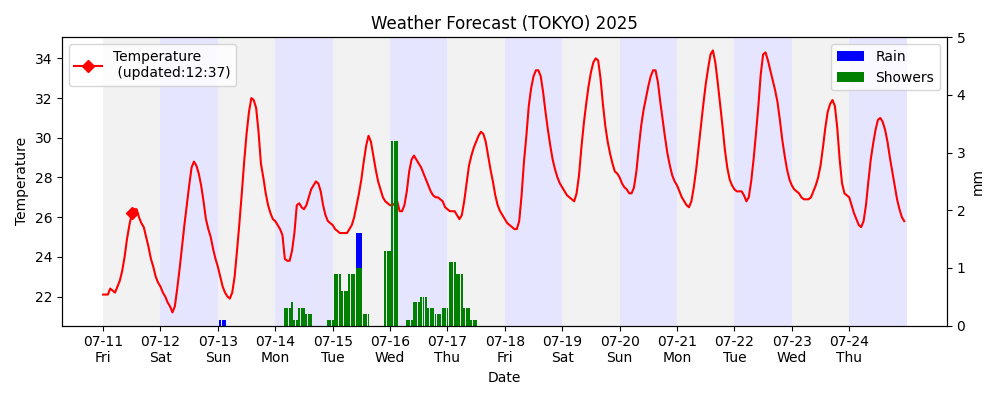 Weather Forecast (TOKYO) 2025
Temperature
(updated:12:37)
Rain
Showers
34
32
30
28
26
24
22
Temperature
5
4
3
2
1
0
mm
07-11 07-12 07-13 07-14 07-15 07-16 07-17 07-18 07-19 07-20 07-21 07-22 07-23 07-24
Fri Sat Sun Mon Tue Wed Thu Fri Sat Sun Mon Tue Wed Thu
Date